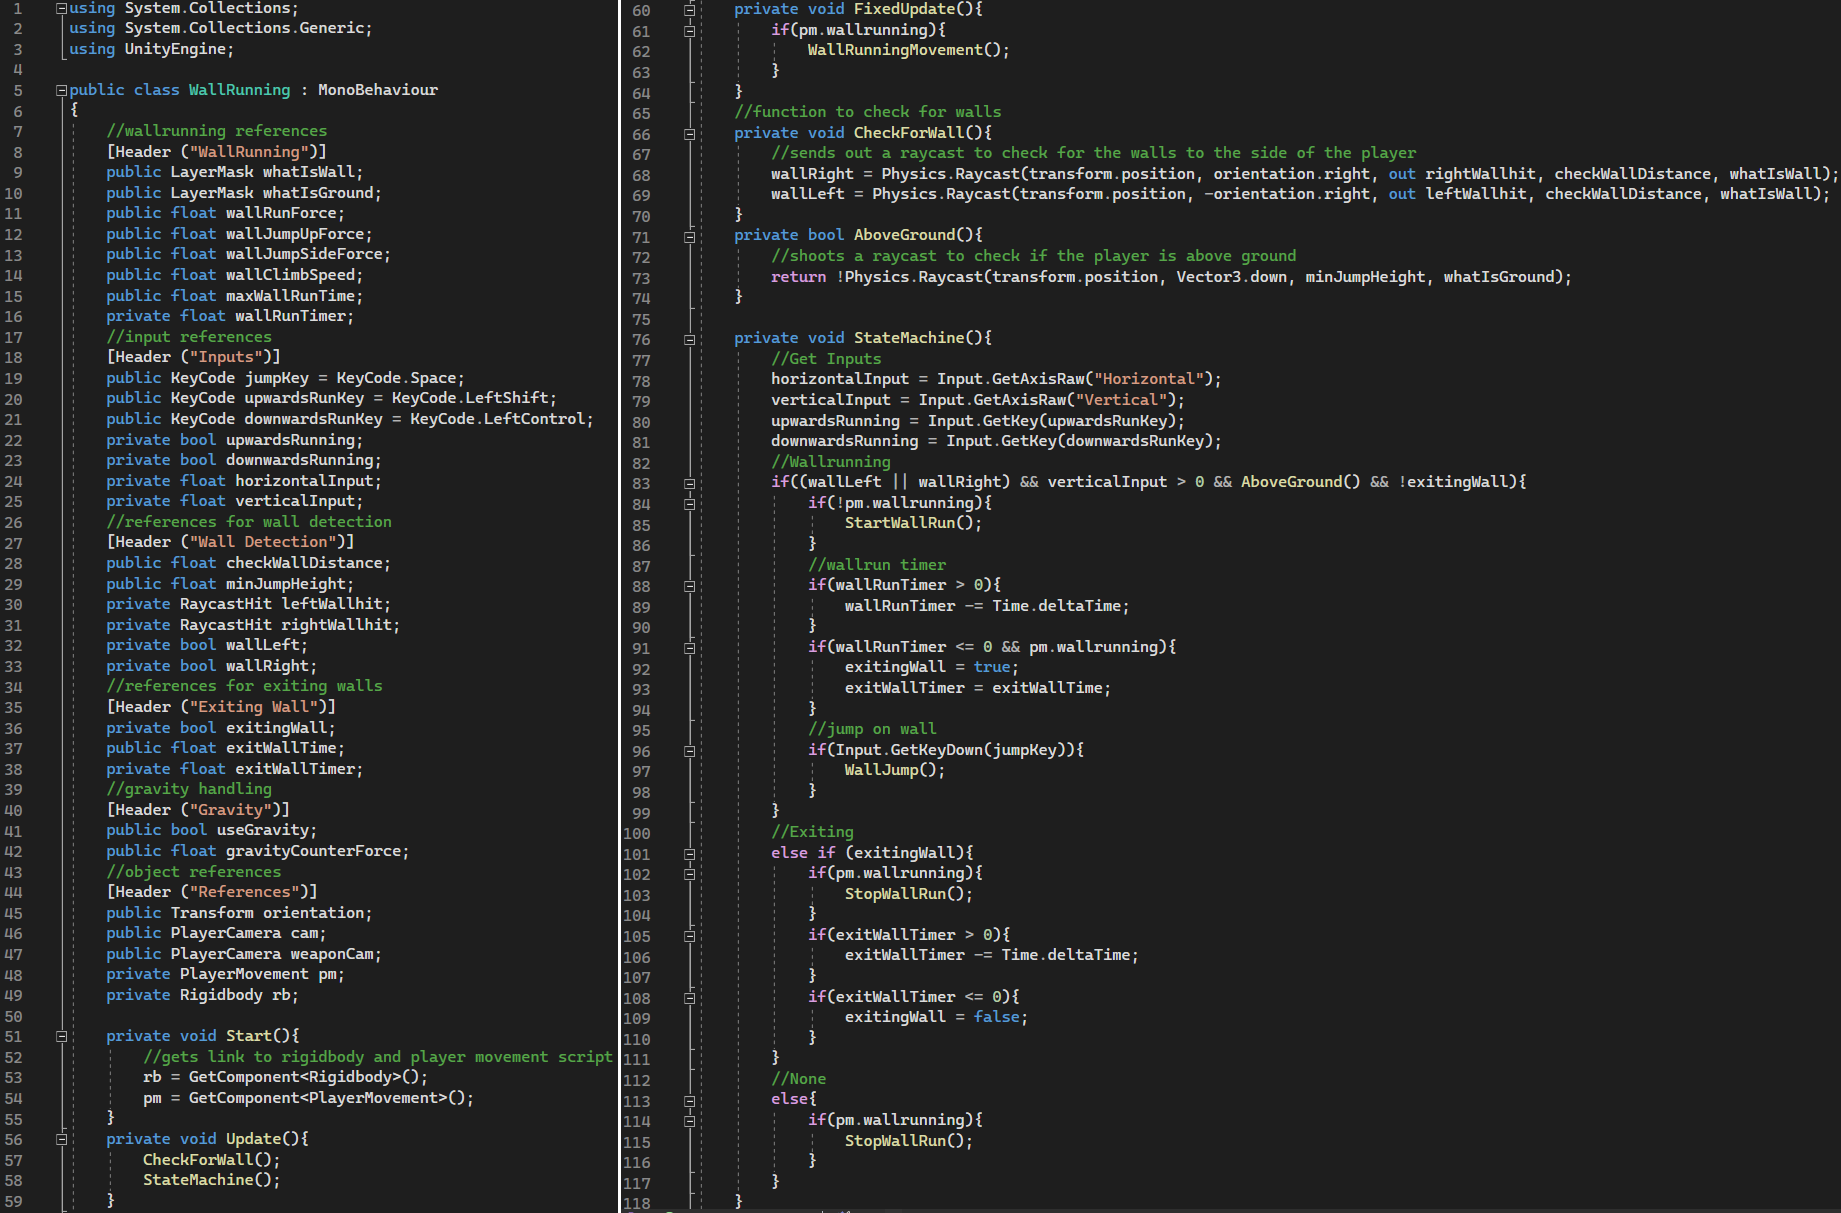 1 using System.Collections;
2 using System.Collections.Generic;
3 using UnityEngine;
4
5 public class WallRunning : MonoBehaviour
6 {
7 //wallrunning references
8 [Header ("WallRunning")]
9 public LayerMask whatIsWall;
10 public LayerMask whatIsGround;
11 public float wallRunForce;
12 public float wallJumpUpForce;
13 public float wallJumpSideForce;
14 public float wallClimbSpeed;
15 public float maxWallRunTime;
16 private float wallRunTimer;
17 //input references
18 [Header ("Inputs")]
19 public KeyCode jumpKey = KeyCode.Space;
20 public KeyCode upwardsRunKey = KeyCode.LeftShift;
21 public KeyCode downwardsRunKey = KeyCode.LeftControl;
22 private bool upwardsRunning;
23 private bool downwardsRunning;
24 private float horizontalInput;
25 private float verticalInput;
26 //references for wall detection
27 [Header ("Wall Detection")]
28 public float checkWallDistance;
29 public float minJumpHeight;
30 private RaycastHit leftWallhit;
31 private RaycastHit rightWallhit;
32 private bool wallLeft;
33 private bool wallRight;
34 //references for exiting walls
35 [Header ("Exiting Wall")]
36 private bool exitingWall;
37 public float exitWallTime;
38 private float exitWallTimer;
39 //gravity handling
40 [Header ("Gravity")]
41 public bool useGravity;
42 public float gravityCounterForce;
43 //object references
44 [Header ("References")]
45 public Transform orientation;
46 public PlayerCamera cam;
47 public PlayerCamera weaponCam;
48 private PlayerMovement pm;
49 private Rigidbody rb;
50
51 private void Start(){
52 //gets link to rigidbody and player movement script
53 rb = GetComponent<Rigidbody>();
54 pm = GetComponent<PlayerMovement>();
55 }
56 private void Update(){
57 CheckForWall();
58 StateMachine();
59 }
60 private void FixedUpdate(){
61 if(pm.wallrunning){
62 WallRunningMovement();
63 }
64 }
65 //function to check for walls
66 private void CheckForWall(){
67 //sends out a raycast to check for the walls to the side of the player
68 wallRight = Physics.Raycast(transform.position, orientation.right, out rightWallhit, checkWallDistance, whatIsWall);
69 wallLeft = Physics.Raycast(transform.position, -orientation.right, out leftWallhit, checkWallDistance, whatIsWall);
70 }
71 private bool AboveGround(){
72 //shoots a raycast to check if the player is above ground
73 return !Physics.Raycast(transform.position, Vector3.down, minJumpHeight, whatIsGround);
74 }
75
76 private void StateMachine(){
77 //Get Inputs
78 horizontalInput = Input.GetAxisRaw("Horizontal");
79 verticalInput = Input.GetAxisRaw("Vertical");
80 upwardsRunning = Input.GetKey(upwardsRunKey);
81 downwardsRunning = Input.GetKey(downwardsRunKey);
82 //Wallrunning
83 if((wallLeft || wallRight) && verticalInput > 0 && AboveGround() && !exitingWall){
84 if(!pm.wallrunning){
85 StartWallRun();
86 }
87 //wallrun timer
88 if(wallRunTimer > 0){
89 wallRunTimer -= Time.deltaTime;
90 }
91 if(wallRunTimer <= 0 && pm.wallrunning){
92 exitingWall = true;
93 exitWallTimer = exitWallTime;
94 }
95 //jump on wall
96 if(Input.GetKeyDown(jumpKey)){
97 WallJump();
98 }
99 }
100 //Exiting
101 else if (exitingWall){
102 if(pm.wallrunning){
103 StopWallRun();
104 }
105 if(exitWallTimer > 0){
106 exitWallTimer -= Time.deltaTime;
107 }
108 if(exitWallTimer <= 0){
109 exitingWall = false;
110 }
111 }
112 //None
113 else{
114 if(pm.wallrunning){
115 StopWallRun();
116 }
117 }
118 }